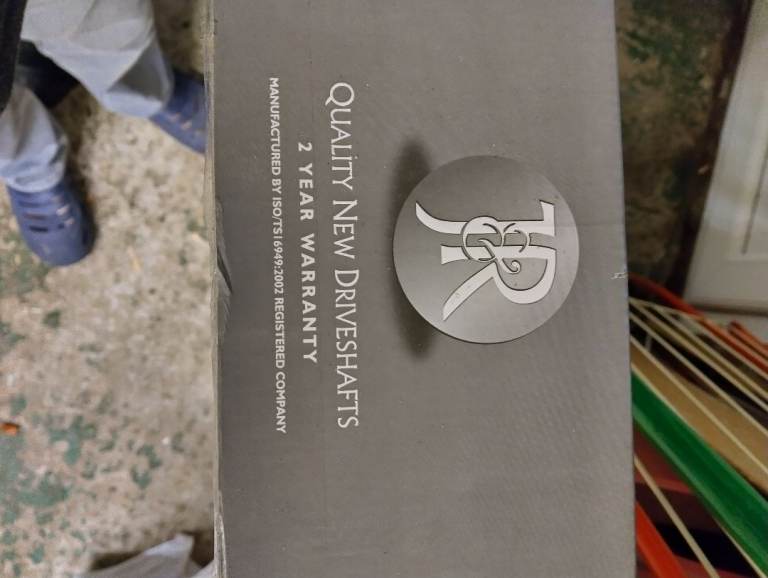 J&R
QUALITY NEW DRIVESHAFTS
2 YEAR WARRANTY
MANUFACTURED BY ISO/TS16949:2002 REGISTERED COMPANY